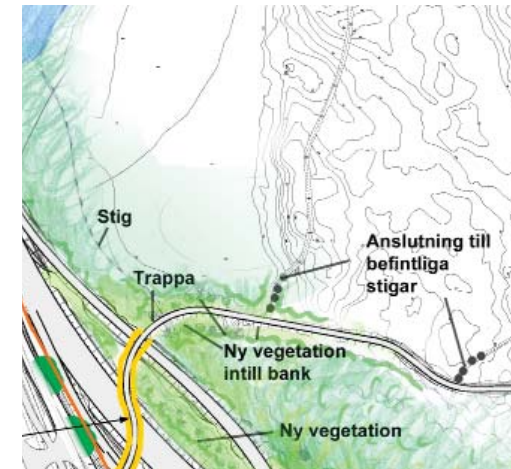 Stig
Anslutning till
befintliga
stigar
Trappa
Ny vegetation
intill bank
Ny vegetation